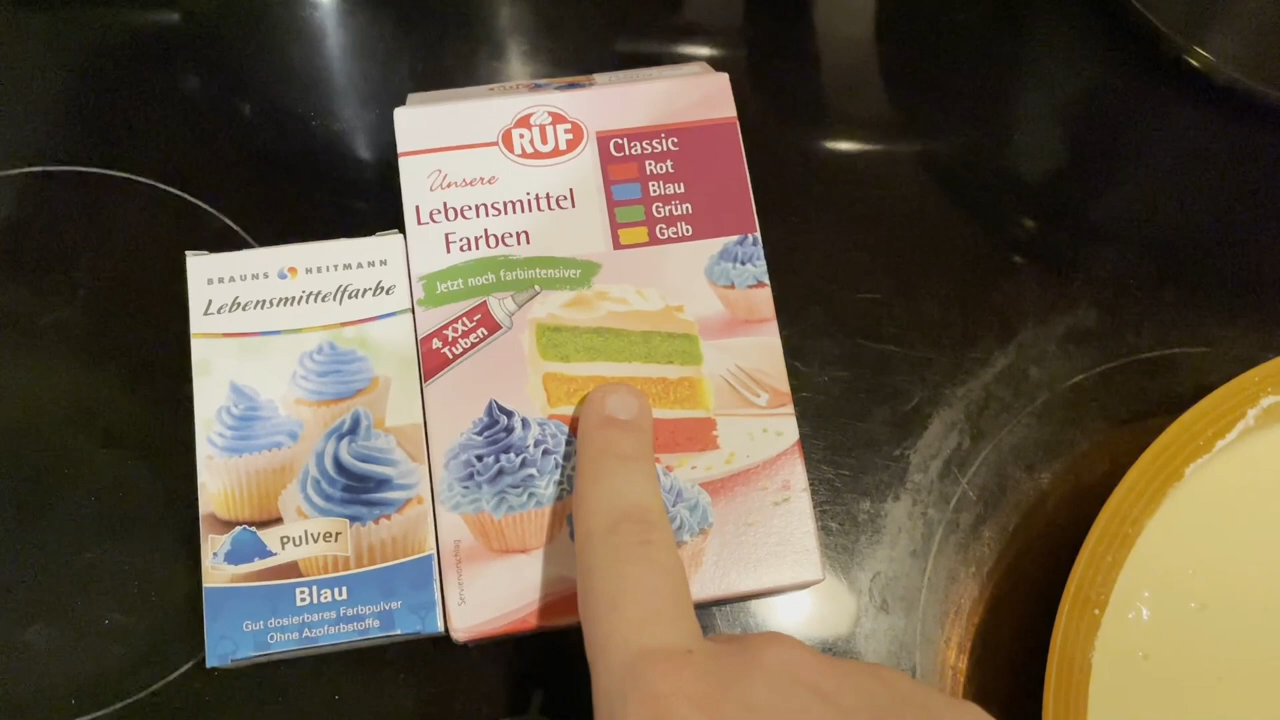 BRAUNS HEITMANN
Lebensmittelfarbe
Pulver
Blau
Gut dosierbares Farbpulver
Ohne Azofarbstoffe
RUF
Classic
Rot
Blau
Grün
Gelb
Unsere
Lebensmittel
Farben
Jetzt noch farbintensiver
4 XXL-
Tuben
Serviervorschlag